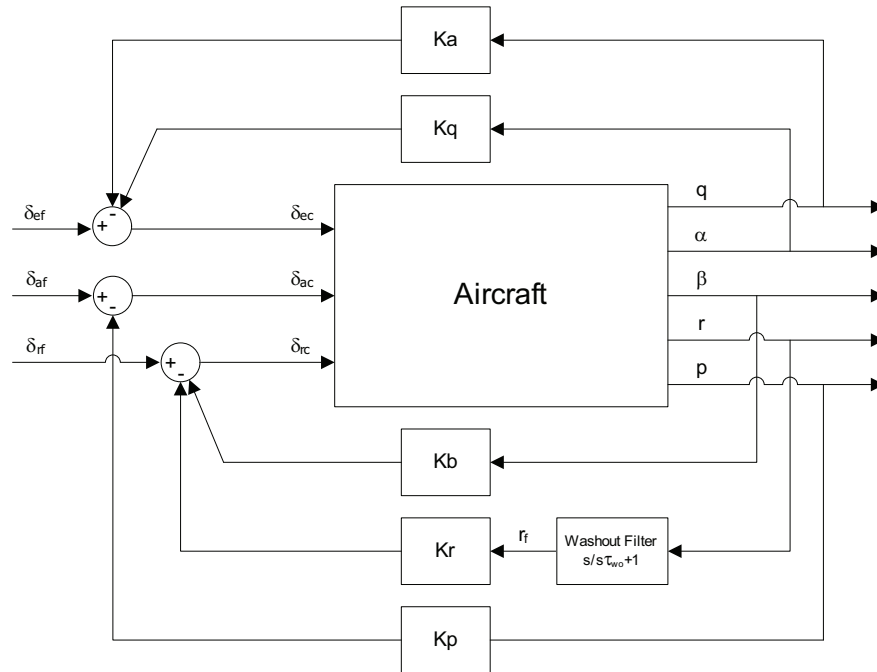 Ka
Kq
-
δef
+
δec
q
α
δaf
+
-
δac
Aircraft
β
δrf
+
-
δrc
r
p
Kb
Kr
rf
Washout Filter
s/sτwo+1
Kp